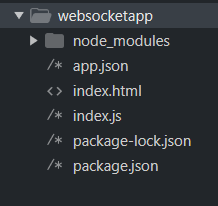 websocketapp
node_modules
/* app.json
<> index.html
/* index.js
/* package-lock.json
/* package.json